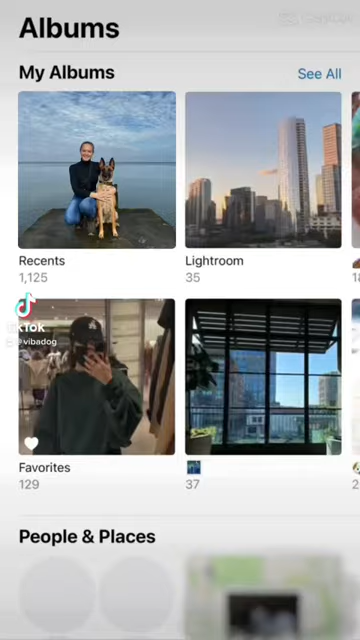 Albums
My Albums See All
Recents Lightroom
1,125 35
TikTok
@vibadog
Favorites
129 37
People & Places